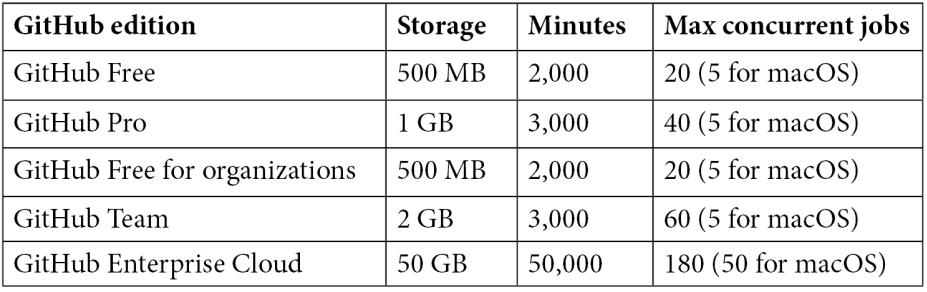 GitHub edition Storage Minutes Max concurrent jobs
GitHub Free 500 MB 2,000 20 (5 for macOS)
GitHub Pro 1 GB 3,000 40 (5 for macOS)
GitHub Free for organizations 500 MB 2,000 20 (5 for macOS)
GitHub Team 2 GB 3,000 60 (5 for macOS)
GitHub Enterprise Cloud 50 GB 50,000 180 (50 for macOS)